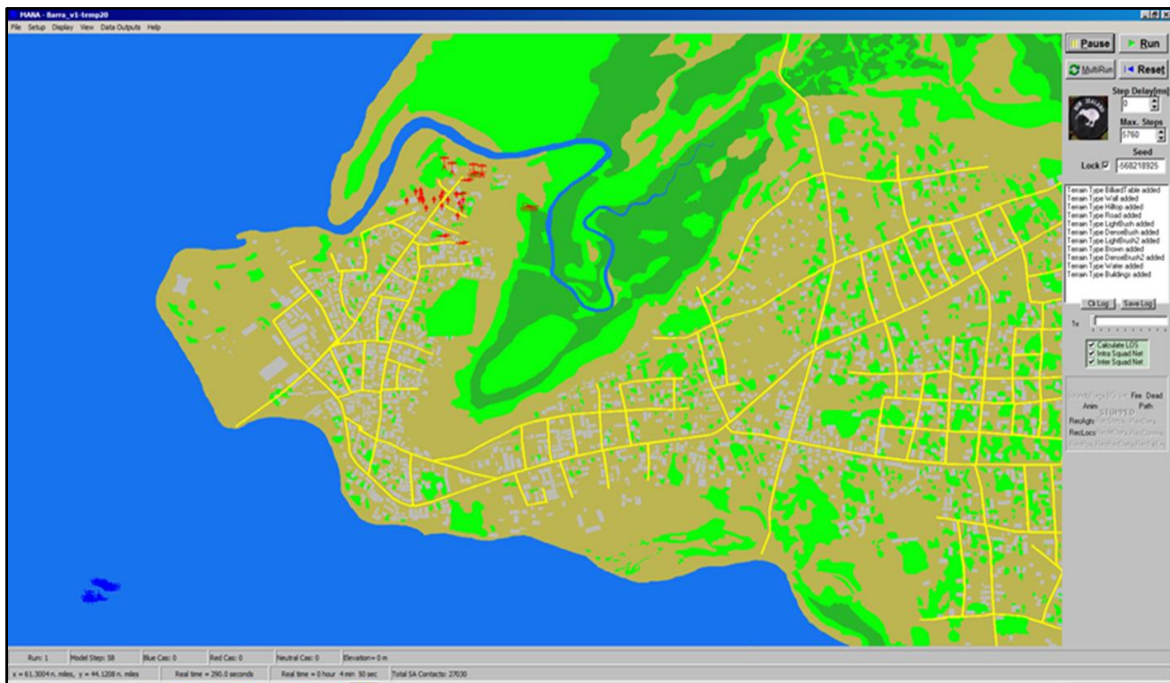 MANA - Barra_v1-temp20
File Setup Display View Data Outputs Help
Pause Run
MultiRun Reset
Step Delay[ms]
0
NEW ZEALAND
Max. Steps
5760
Seed
Lock -568218925
Terrain Type BilliardTable added
Terrain Type Wall added
Terrain Type Hilltop added
Terrain Type Road added
Terrain Type LightBush added
Terrain Type DenseBush added
Terrain Type LightBrush2 added
Terrain Type Brown added
Terrain Type DenseBrush2 added
Terrain Type Water added
Terrain Type Buildings added
Clr Log Save Log
1x
Calculate LOS
Intra Squad Net
Inter Squad Net
Fire Dead
Anim Path
STOPPED
RecAgts
RecLocs
Run: 1 Model Step: 58 Blue Cas: 0 Red Cas: 0 Neutral Cas: 0 Elevation= 0 m
x = 61.3004 n. miles, y = 44.1208 n. miles Real time = 290.0 seconds Real time = 0 hour 4 min 50 sec Total SA Contacts: 27030